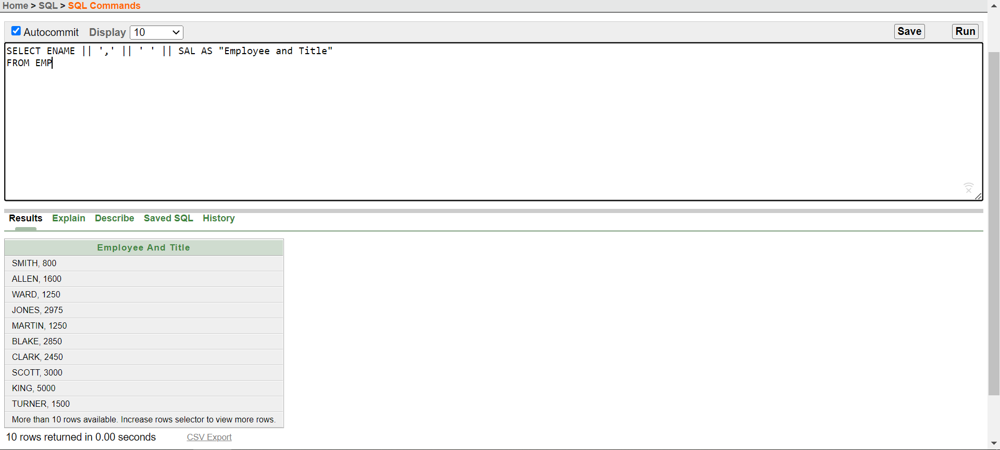 Home > SQL > SQL Commands
Autocommit Display 10 Save Run
SELECT ENAME || ',' || ' ' || SAL AS "Employee and Title"
FROM EMP
Results Explain Describe Saved SQL History
Employee And Title
SMITH, 800
ALLEN, 1600
WARD, 1250
JONES, 2975
MARTIN, 1250
BLAKE, 2850
CLARK, 2450
SCOTT, 3000
KING, 5000
TURNER, 1500
More than 10 rows available. Increase rows selector to view more rows.
10 rows returned in 0.00 seconds CSV Export